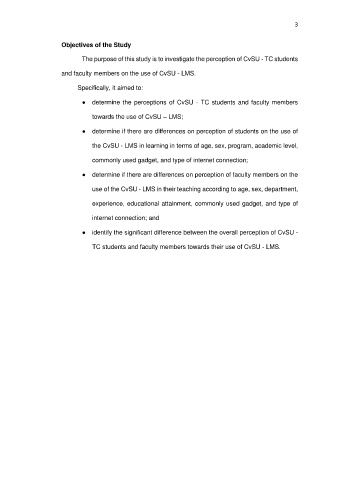 3
Objectives of the Study
The purpose of this study is to investigate the perception of CvSU - TC students
and faculty members on the use of CvSU - LMS.
Specifically, it aimed to:
• determine the perceptions of CvSU - TC students and faculty members
towards the use of CvSU – LMS;
• determine if there are differences on perception of students on the use of
the CvSU - LMS in learning in terms of age, sex, program, academic level,
commonly used gadget, and type of internet connection;
• determine if there are differences on perception of faculty members on the
use of the CvSU - LMS in their teaching according to age, sex, department,
experience, educational attainment, commonly used gadget, and type of
internet connection; and
• identify the significant difference between the overall perception of CvSU -
TC students and faculty members towards their use of CvSU - LMS.